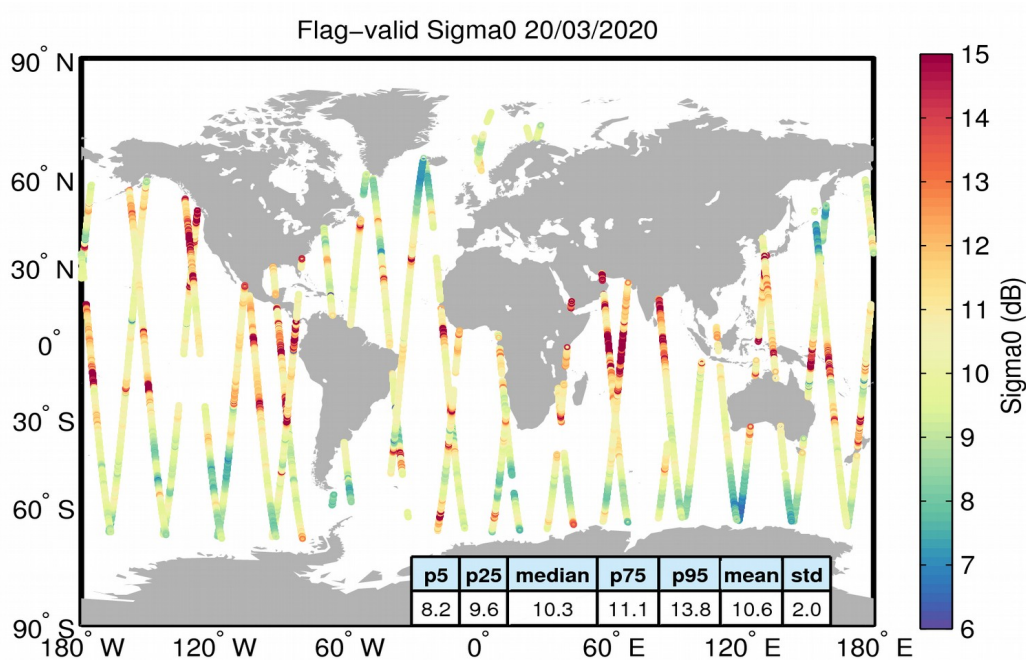 Flag−valid Sigma0 20/03/2020
90° N
60° N
30° N
0°
30° S
60° S
90° S
180° W
120° W
60° W
0°
60° E
120° E
180° E
p5 p25 median p75 p95 mean std
8.2 9.6 10.3 11.1 13.8 10.6 2.0
15
14
13
12
11
10
9
8
7
6
Sigma0 (dB)